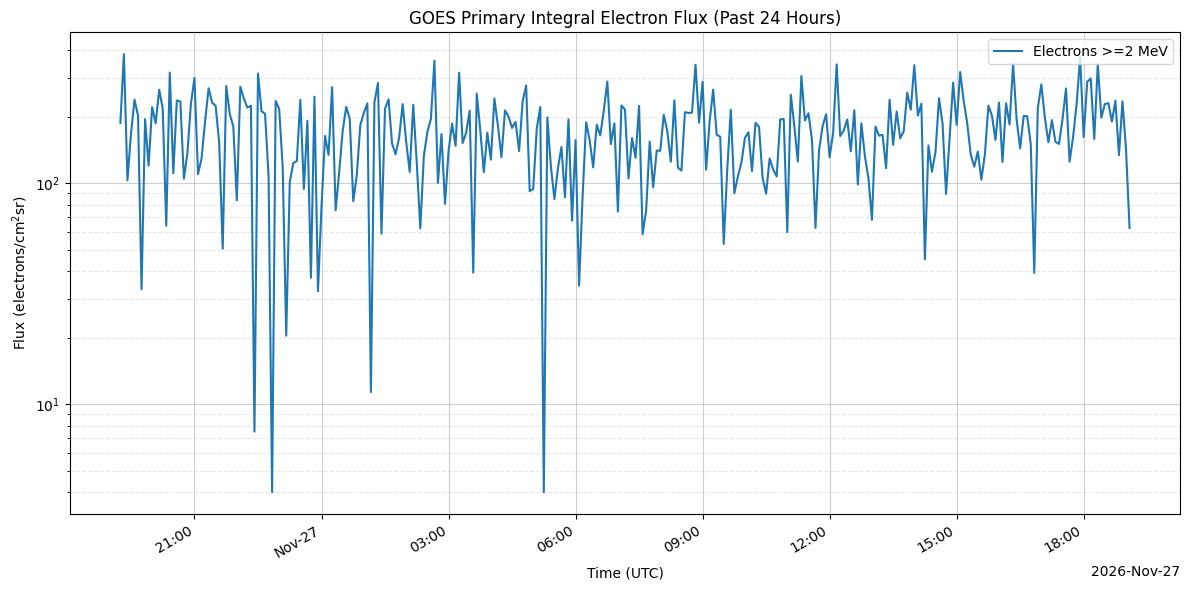 GOES Primary Integral Electron Flux (Past 24 Hours)
Electrons >=2 MeV
Flux (electrons/cm²sr)
10²
10¹
21:00
Nov-27
03:00
06:00
09:00
12:00
15:00
18:00
Time (UTC)
2026-Nov-27